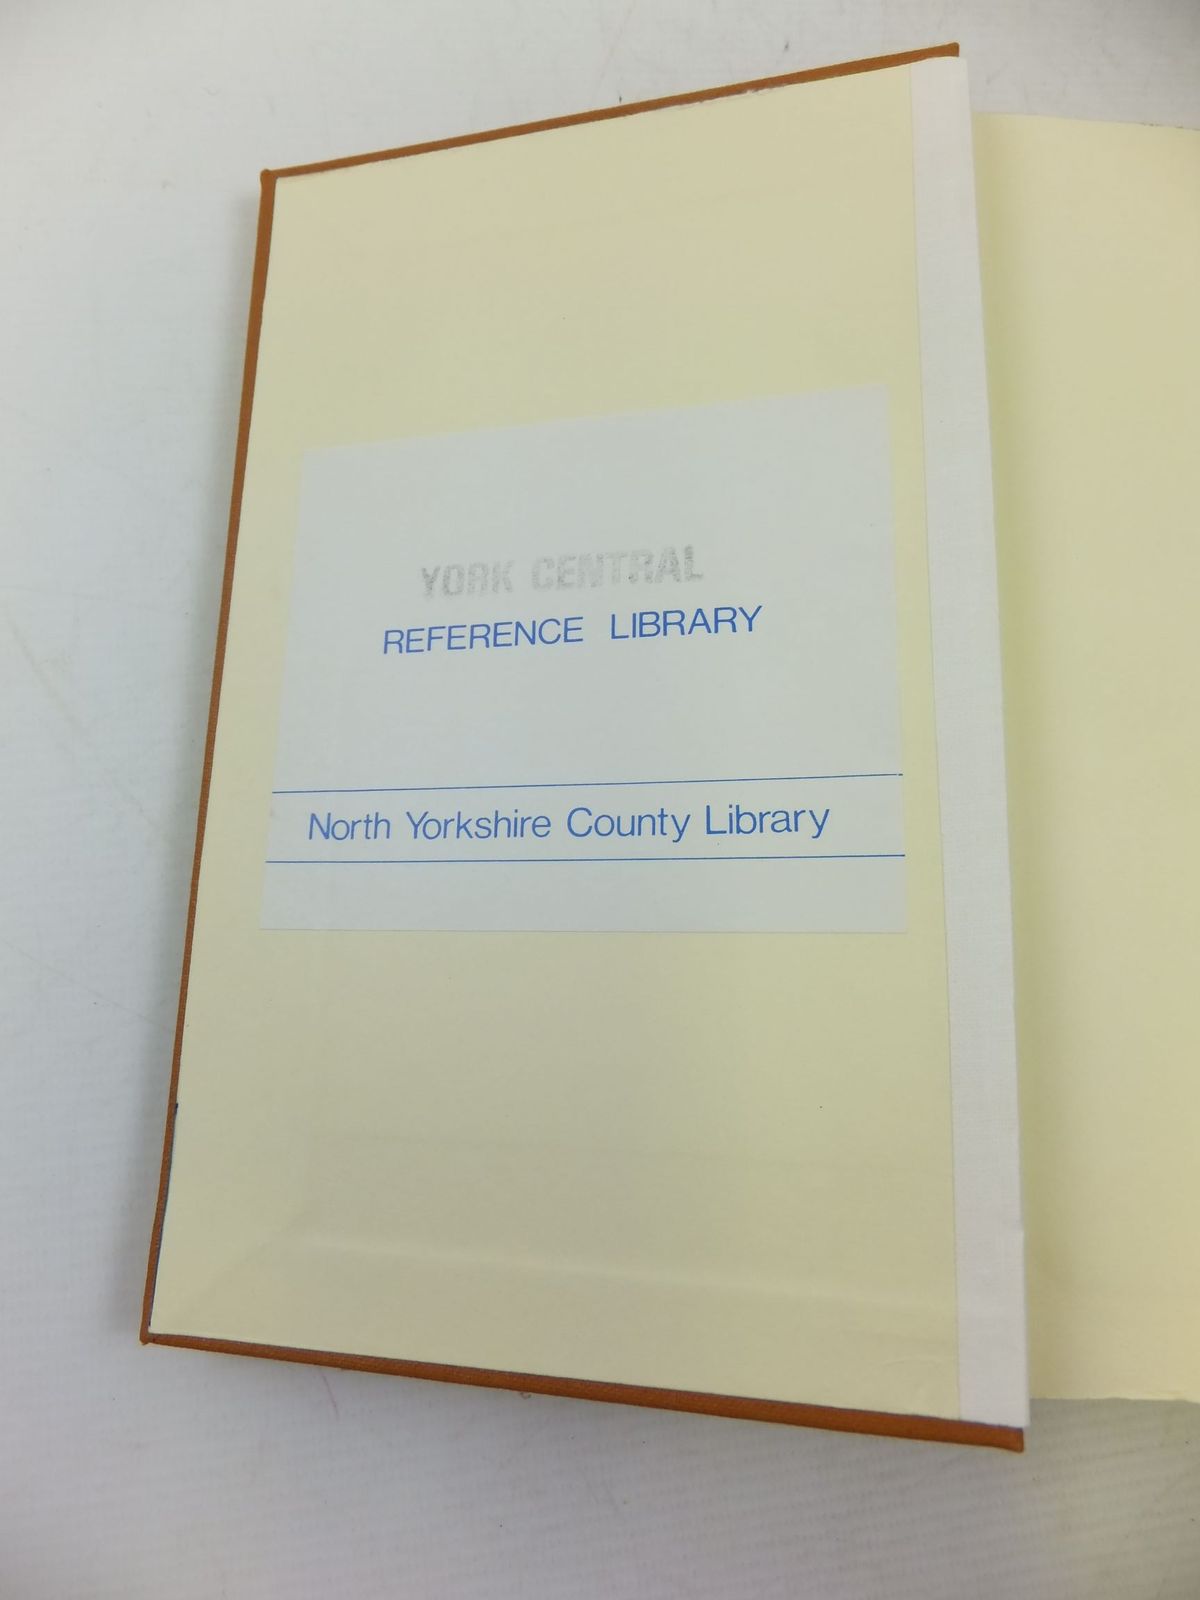 YORK CENTRAL
REFERENCE LIBRARY
North Yorkshire County Library